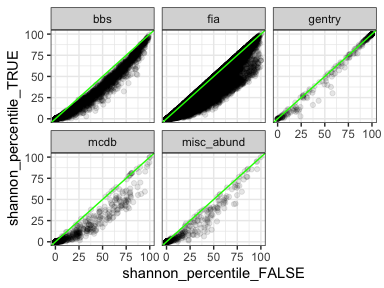 bbs fia gentry
100
75
50
25
0
0 25 50 75 100
mcdb misc_abund
100
75
50
25
0
0 25 50 75 100 0 25 50 75 100
shannon_percentile_TRUE
shannon_percentile_FALSE